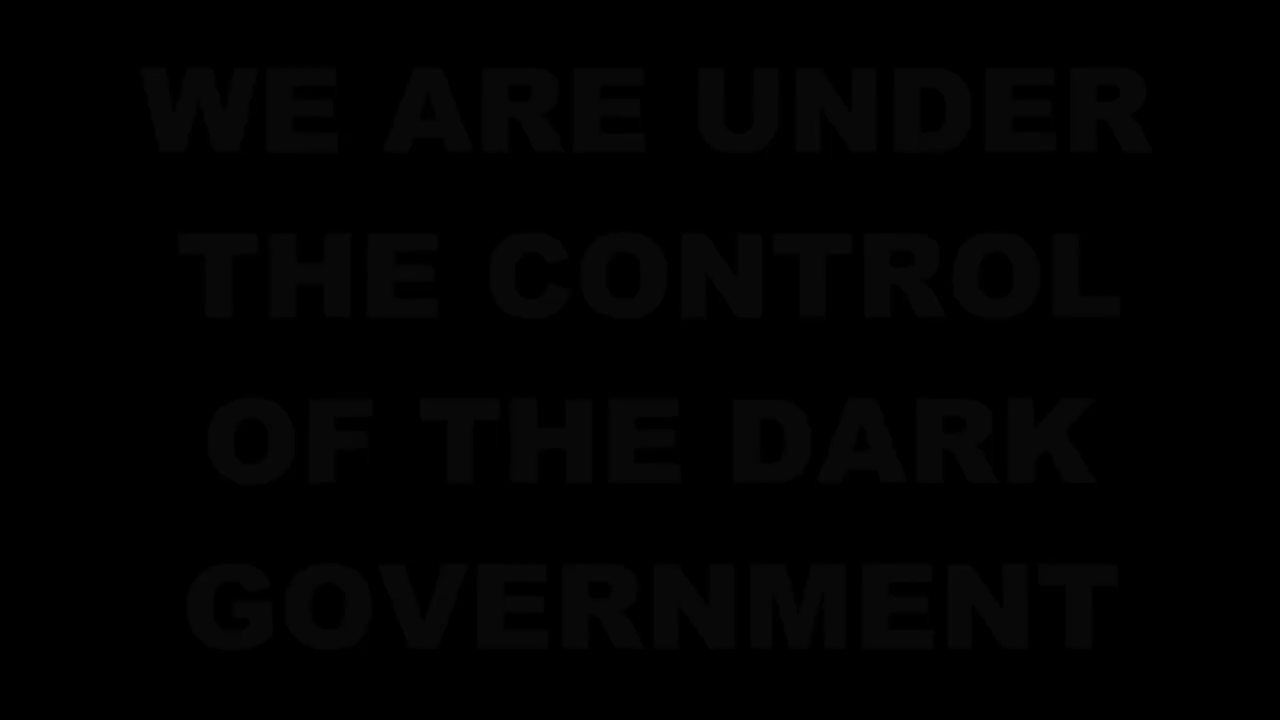 WE ARE UNDER
THE CONTROL
OF THE DARK
GOVERNMENT